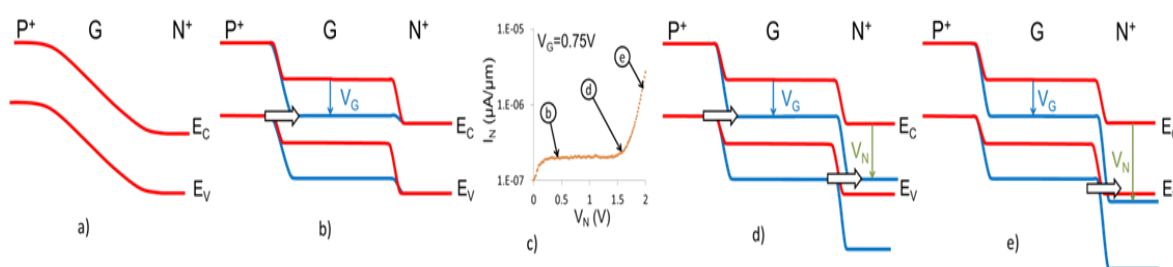 P⁺ G N⁺
E_C
E_V
a)
P⁺ G N⁺
V_G
E_C
E_V
b)
1.E-05
V_G=0.75V
e
d
b
I_N (μA/μm)
1.E-06
1.E-07
0 0.5 1 1.5 2
V_N (V)
c)
P⁺ G N⁺
V_G
E_C
V_N
E_V
d)
P⁺ G N⁺
V_G
E
V_N
E
e)